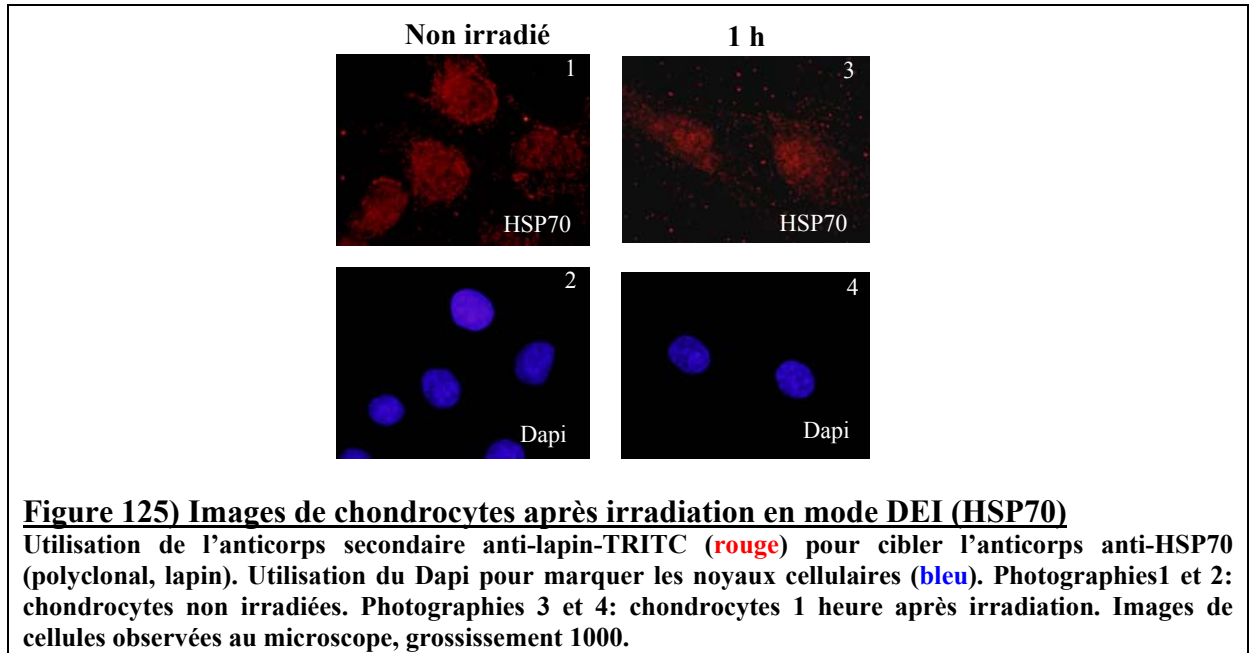 Non irradié
1 h
1
HSP70
3
HSP70
2
Dapi
4
Dapi
Figure 125) Images de chondrocytes après irradiation en mode DEI (HSP70)
Utilisation de l’anticorps secondaire anti-lapin-TRITC (rouge) pour cibler l’anticorps anti-HSP70
(polyclonal, lapin). Utilisation du Dapi pour marquer les noyaux cellulaires (bleu). Photographies1 et 2:
chondrocytes non irradiées. Photographies 3 et 4: chondrocytes 1 heure après irradiation. Images de
cellules observées au microscope, grossissement 1000.